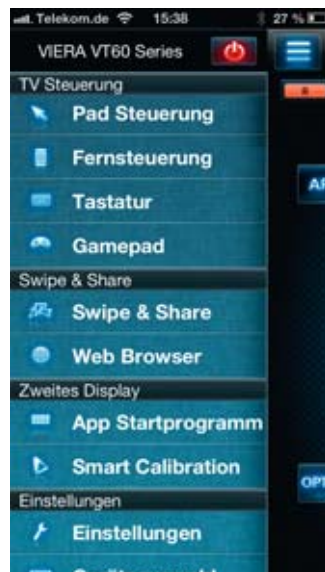 Telekom.de 15:38 27 %
VIERA VT60 Series
TV Steuerung
Pad Steuerung
Fernsteuerung
Tastatur
Gamepad
Swipe & Share
Swipe & Share
Web Browser
Zweites Display
App Startprogramm
Smart Calibration
OPT
Einstellungen
Einstellungen